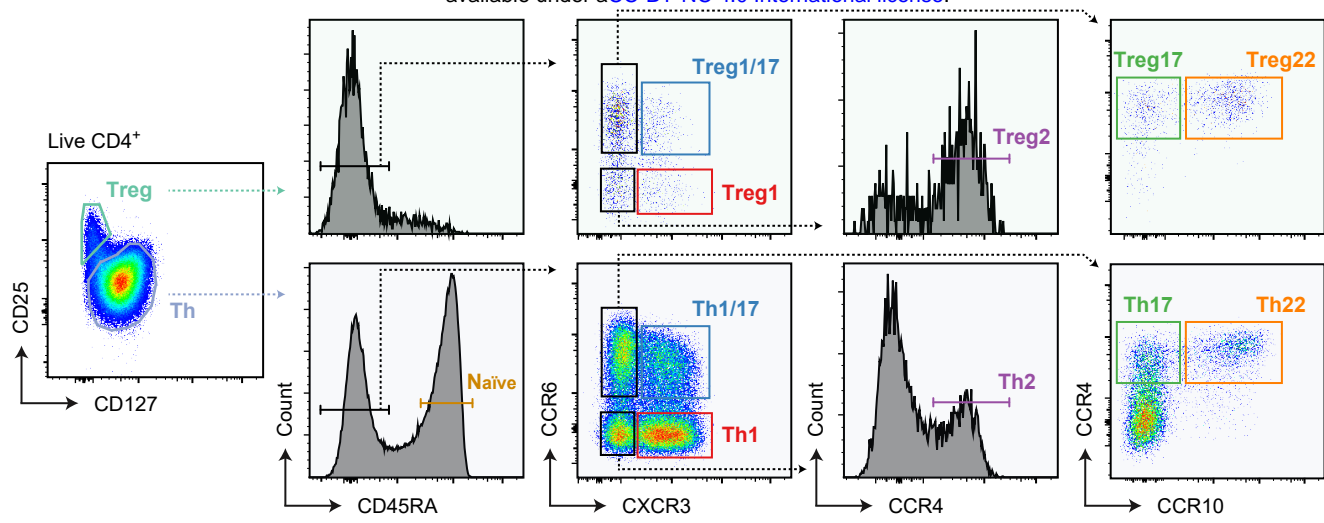 Live CD4+
Treg
Th
CD25
CD127
Treg1/17
Treg1
Treg2
Treg17
Treg22
Naïve
Count
CD45RA
Th1/17
Th1
CCR6
CXCR3
Th2
Count
CCR4
Th17
Th22
CCR4
CCR10